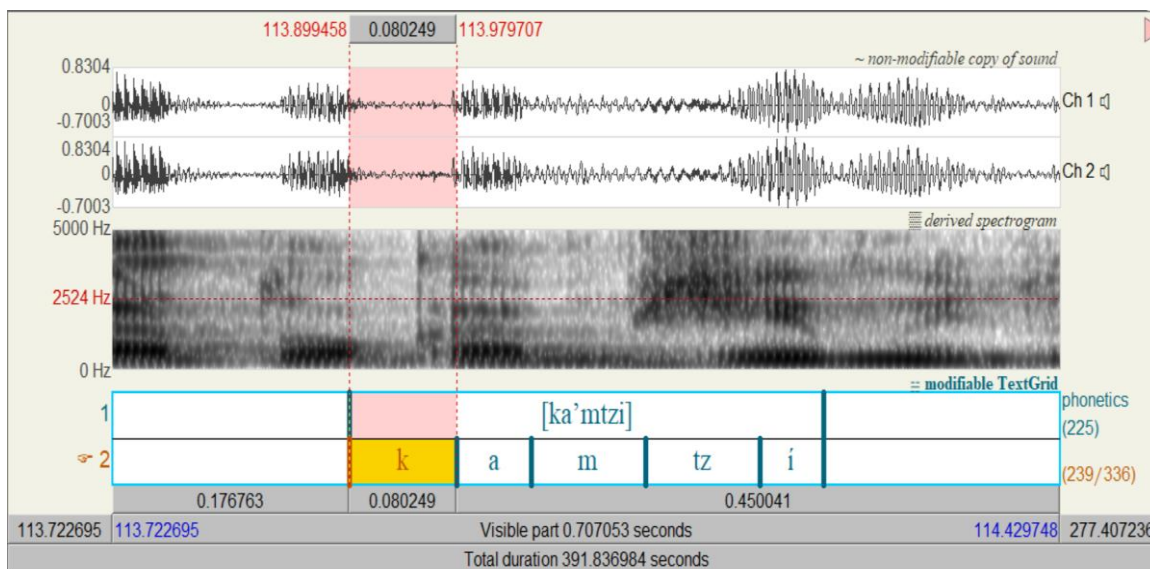 113.899458 0.080249 113.979707
~ non-modifiable copy of sound
0.8304
0
-0.7003
Ch 1
0.8304
0
-0.7003
Ch 2
derived spectrogram
5000 Hz
2524 Hz
0 Hz
modifiable TextGrid
1 [ka’mtzi] phonetics
(225)
2 k a m tz í (239/336)
0.176763 0.080249 0.450041
113.722695 113.722695 Visible part 0.707053 seconds 114.429748 277.407236
Total duration 391.836984 seconds